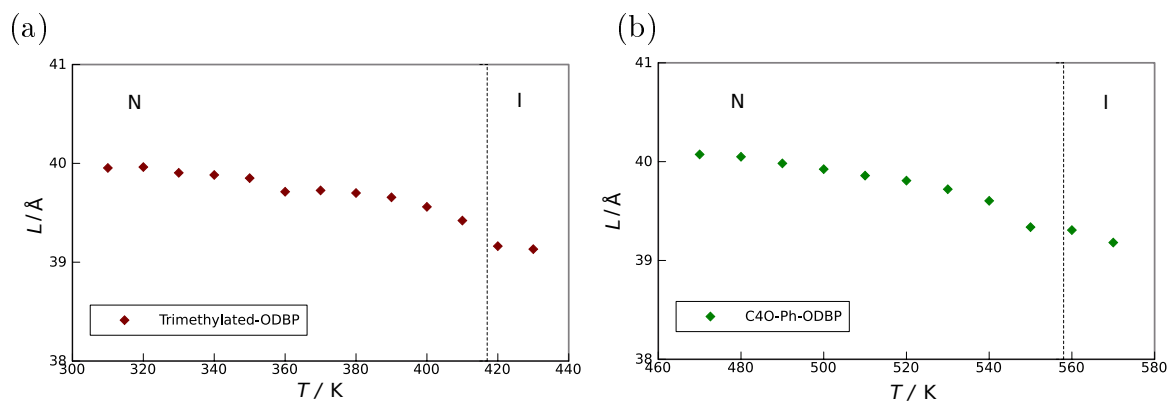 (a)
41
40
39
38
L / Å
N
I
Trimethylated-ODBP
300 320 340 360 380 400 420 440
T / K
(b)
41
40
39
38
L / Å
N
I
C4O-Ph-ODBP
460 480 500 520 540 560 580
T / K